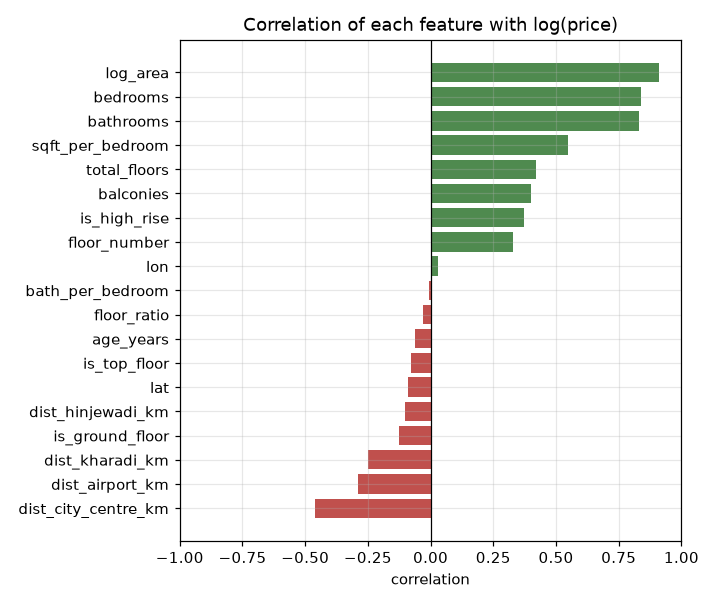 Correlation of each feature with log(price)
log_area
bedrooms
bathrooms
sqft_per_bedroom
total_floors
balconies
is_high_rise
floor_number
lon
bath_per_bedroom
floor_ratio
age_years
is_top_floor
lat
dist_hinjewadi_km
is_ground_floor
dist_kharadi_km
dist_airport_km
dist_city_centre_km
−1.00 −0.75 −0.50 −0.25 0.00 0.25 0.50 0.75 1.00
correlation